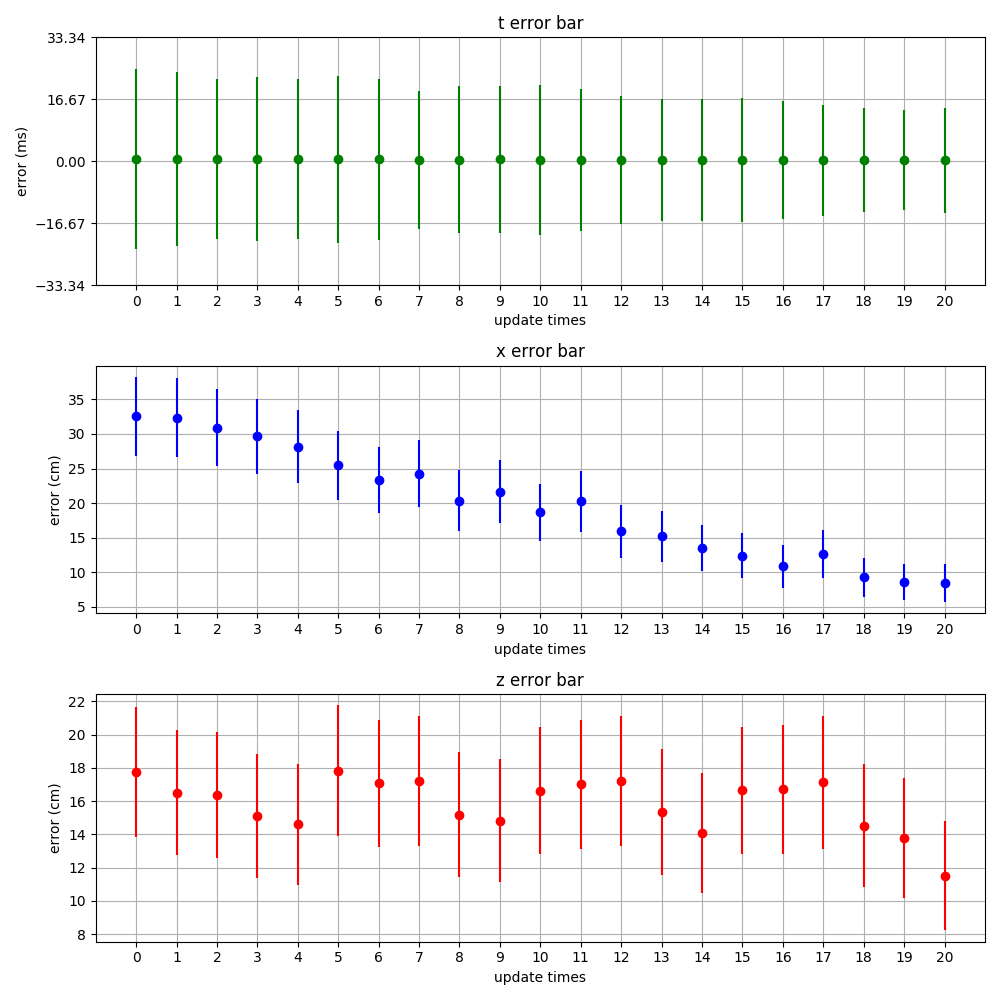 t error bar
33.34
16.67
0.00
−16.67
−33.34
error (ms)
0 1 2 3 4 5 6 7 8 9 10 11 12 13 14 15 16 17 18 19 20
update times
x error bar
35
30
25
20
15
10
5
error (cm)
0 1 2 3 4 5 6 7 8 9 10 11 12 13 14 15 16 17 18 19 20
update times
z error bar
22
20
18
16
14
12
10
8
error (cm)
0 1 2 3 4 5 6 7 8 9 10 11 12 13 14 15 16 17 18 19 20
update times